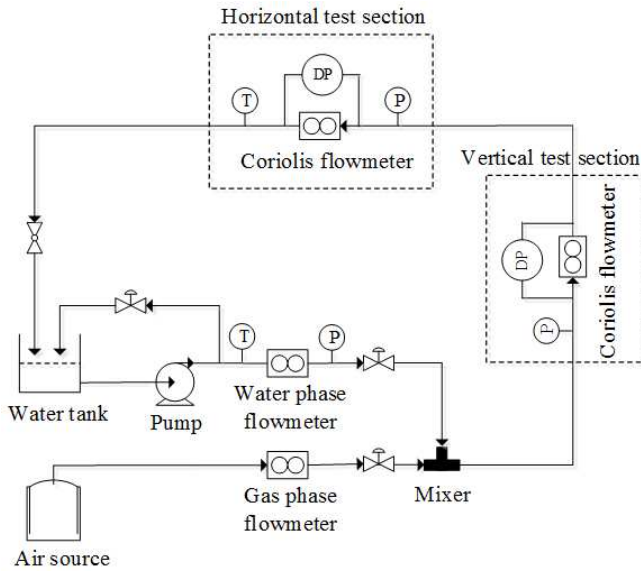 Horizontal test section
DP
T
P
Coriolis flowmeter
Vertical test section
DP
Coriolis flowmeter
P
T
P
Water tank
Pump
Water phase
flowmeter
Gas phase
flowmeter
Mixer
Air source